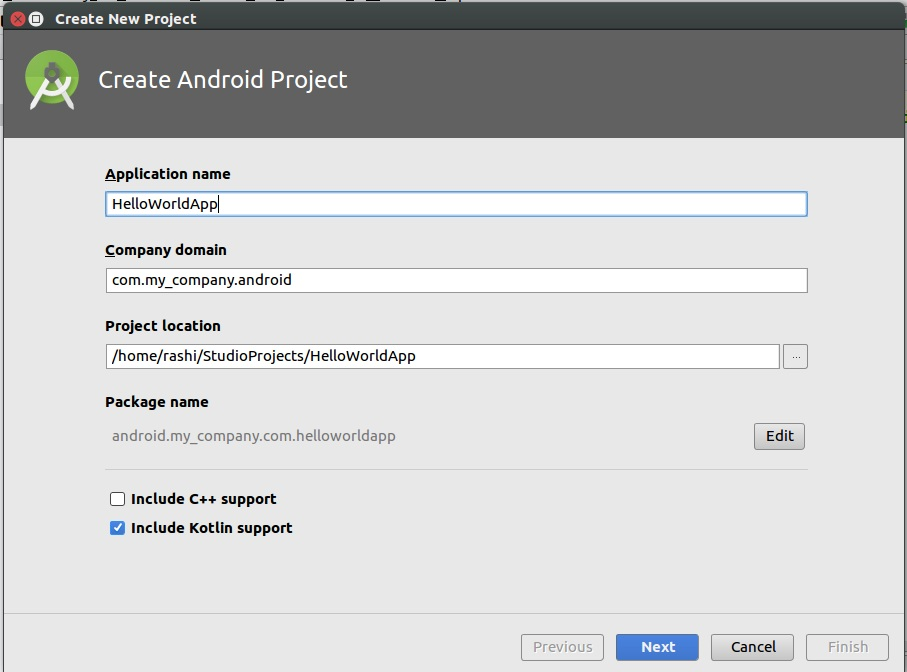 Create New Project
Create Android Project
Application name
HelloWorldApp
Company domain
com.my_company.android
Project location
/home/rashi/StudioProjects/HelloWorldApp
...
Package name
android.my_company.com.helloworldapp
Edit
Include C++ support
Include Kotlin support
Previous
Next
Cancel
Finish